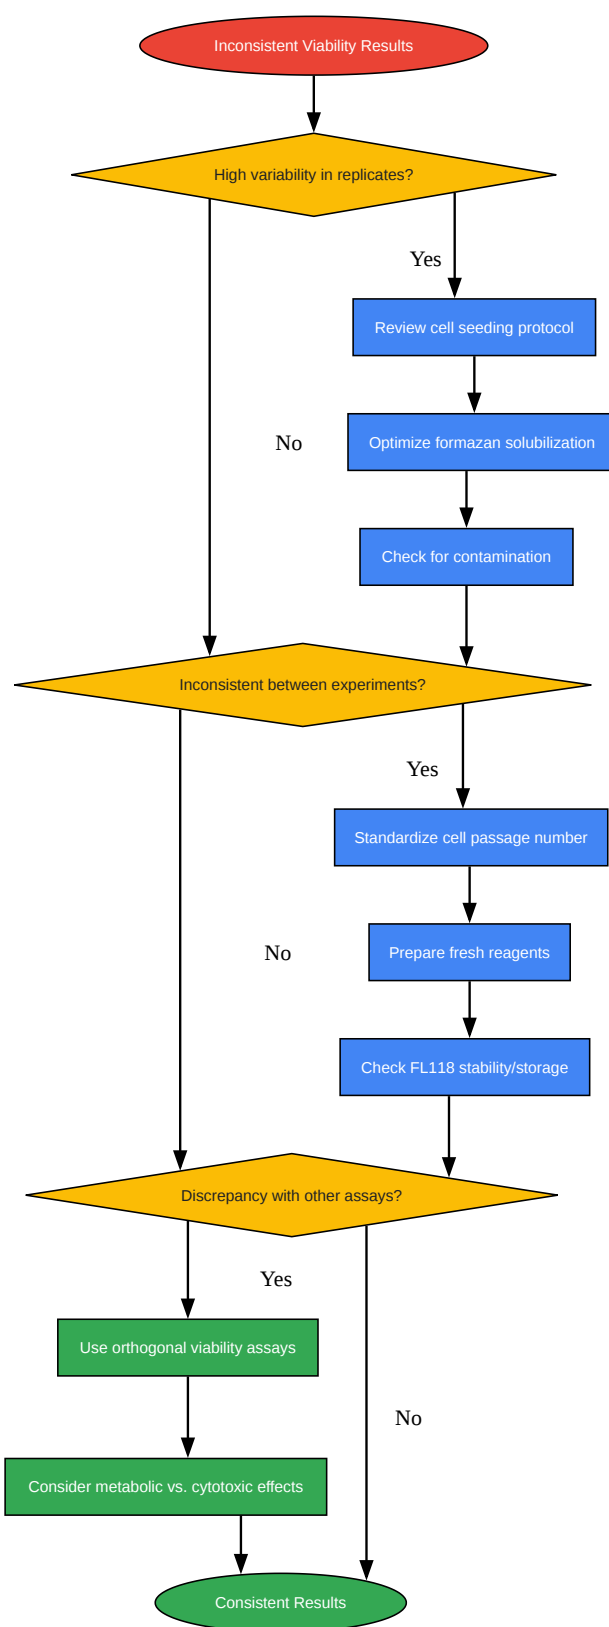 Inconsistent Viability Results
High variability in replicates?
Yes
Review cell seeding protocol
No
Optimize formazan solubilization
Check for contamination
Inconsistent between experiments?
Yes
Standardize cell passage number
No
Prepare fresh reagents
Check FL118 stability/storage
Discrepancy with other assays?
Yes
Use orthogonal viability assays
No
Consider metabolic vs. cytotoxic effects
Consistent Results